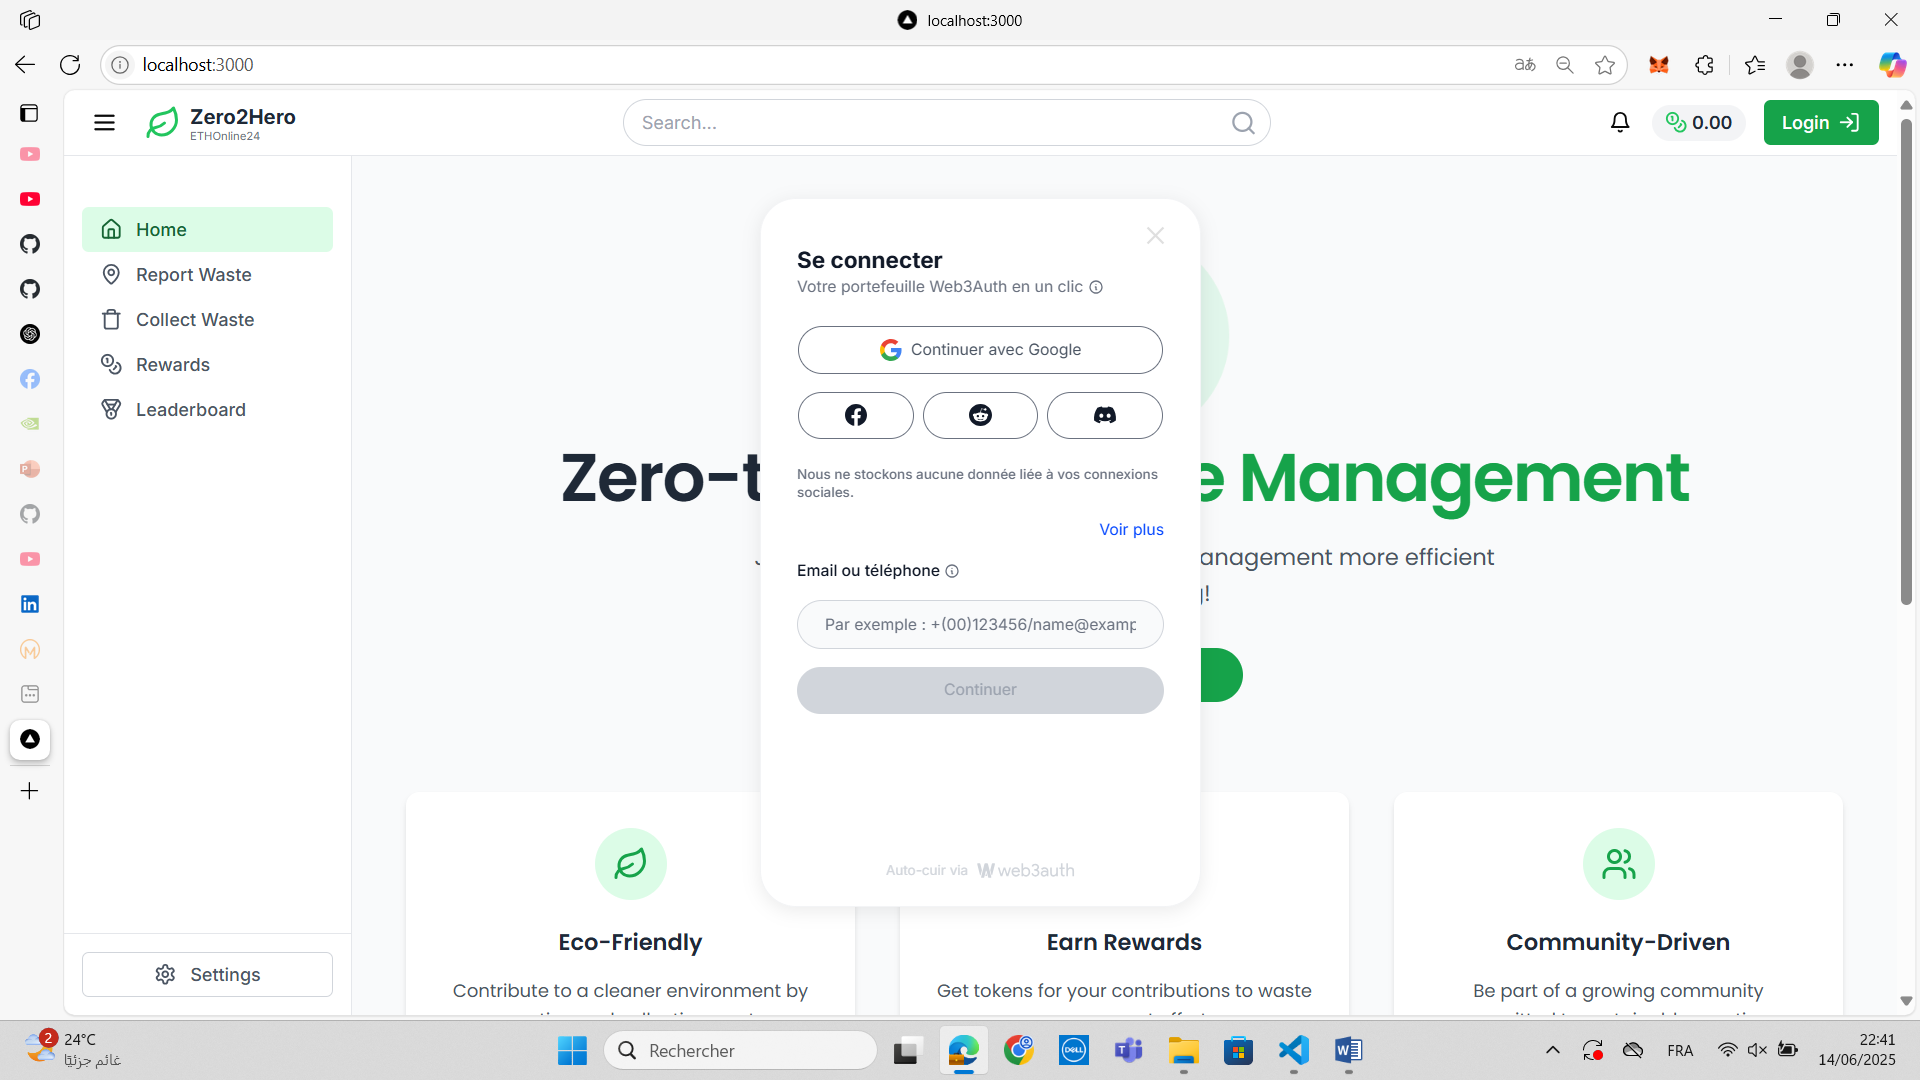 localhost:3000
localhost:3000
Zero2Hero
ETHOnline24
Search...
0.00
Login
Home
Report Waste
Collect Waste
Rewards
Leaderboard
Settings
Se connecter
Votre portefeuille Web3Auth en un clic
Continuer avec Google
Nous ne stockons aucune donnée liée à vos connexions
sociales.
Voir plus
Email ou téléphone
Par exemple : +(00)123456/name@examp
Continuer
Auto-cuir via web3auth
Zero-t
e Management
anagement more efficient
g!
Eco-Friendly
Contribute to a cleaner environment by
Earn Rewards
Get tokens for your contributions to waste
Community-Driven
Be part of a growing community
2
24°C
غائم جزئيًا
Rechercher
FRA
22:41
14/06/2025